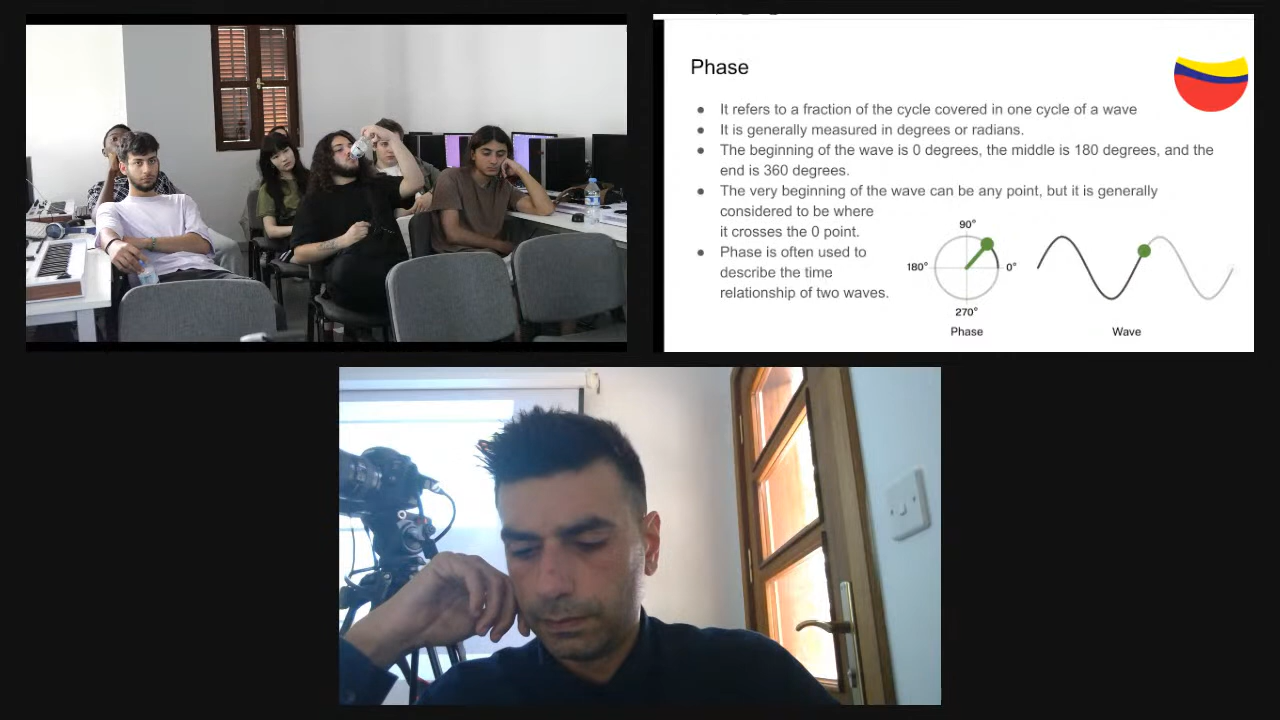 Phase
● It refers to a fraction of the cycle covered in one cycle of a wave
● It is generally measured in degrees or radians.
● The beginning of the wave is 0 degrees, the middle is 180 degrees, and the
end is 360 degrees.
● The very beginning of the wave can be any point, but it is generally
considered to be where
it crosses the 0 point.
● Phase is often used to
describe the time
relationship of two waves.
90°
180°
0°
270°
Phase
Wave